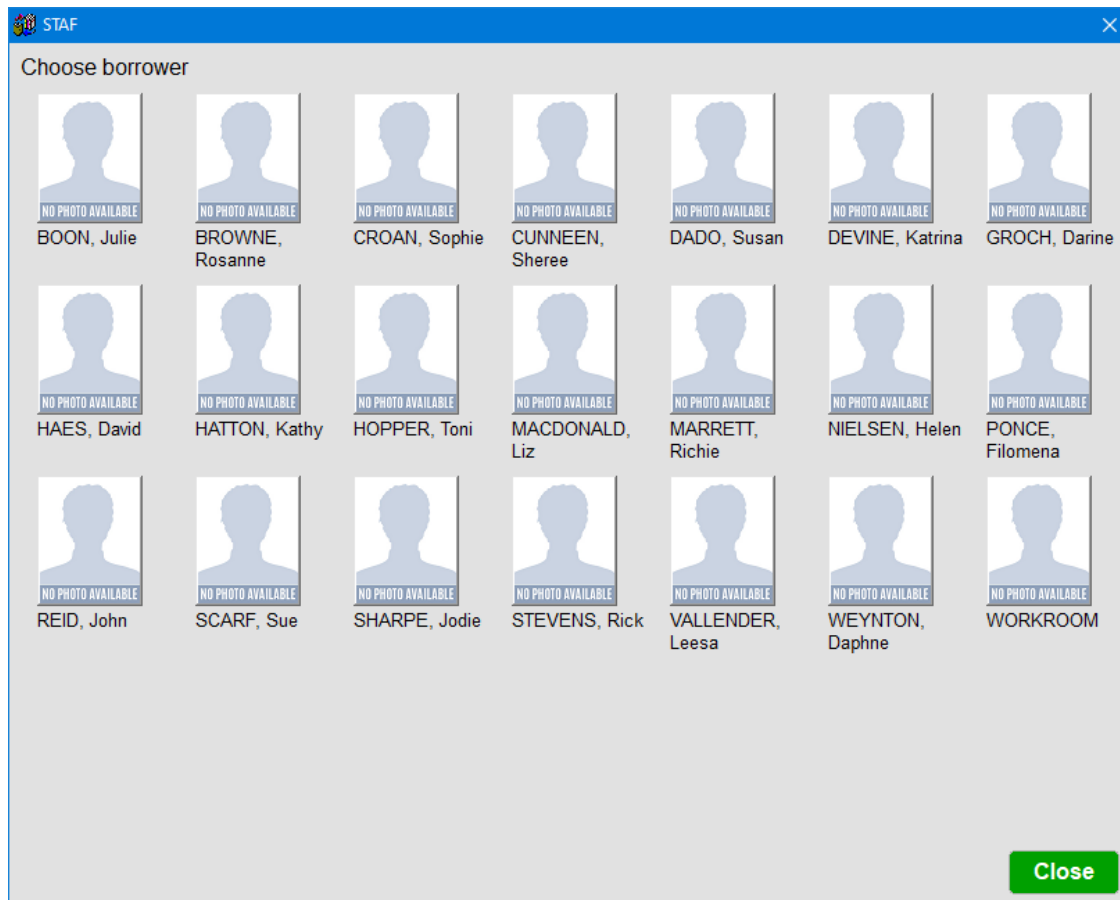 STAF
Choose borrower
NO PHOTO AVAILABLE NO PHOTO AVAILABLE NO PHOTO AVAILABLE NO PHOTO AVAILABLE NO PHOTO AVAILABLE NO PHOTO AVAILABLE NO PHOTO AVAILABLE
BOON, Julie BROWNE, CROAN, Sophie CUNNEEN, DADO, Susan DEVINE, Katrina GROCH, Darine
Rosanne Sheree
NO PHOTO AVAILABLE NO PHOTO AVAILABLE NO PHOTO AVAILABLE NO PHOTO AVAILABLE NO PHOTO AVAILABLE NO PHOTO AVAILABLE NO PHOTO AVAILABLE
HAES, David HATTON, Kathy HOPPER, Toni MACDONALD, MARRETT, NIELSEN, Helen PONCE,
Liz Richie Filomena
NO PHOTO AVAILABLE NO PHOTO AVAILABLE NO PHOTO AVAILABLE NO PHOTO AVAILABLE NO PHOTO AVAILABLE NO PHOTO AVAILABLE NO PHOTO AVAILABLE
REID, John SCARF, Sue SHARPE, Jodie STEVENS, Rick VALLENDER, WEYNTON, WORKROOM
Leesa Daphne
Close